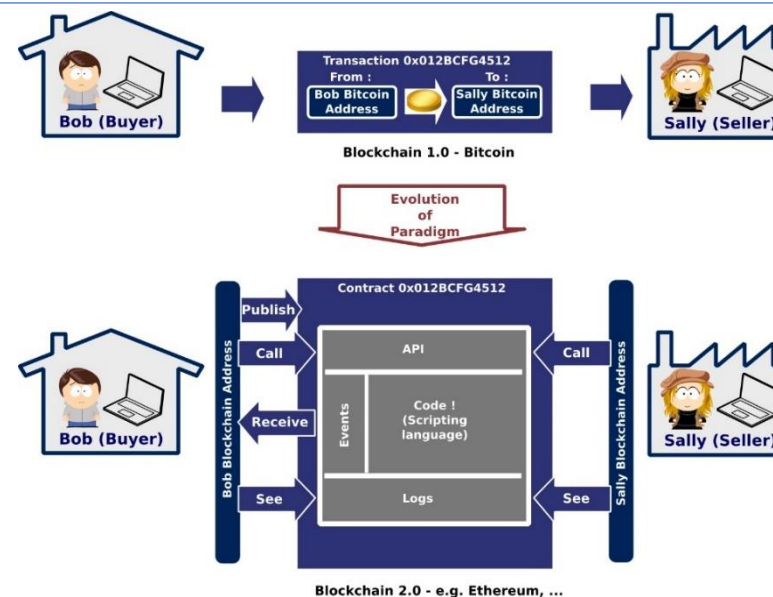 Transaction 0x012BCFG4512
From :
To :
Bob Bitcoin
Address
Sally Bitcoin
Address
Bob (Buyer)
Sally (Seller)
Blockchain 1.0 - Bitcoin
Evolution
of
Paradigm
Contract 0x012BCFG4512
Bob Blockchain Address
Publish
Call
Receive
See
API
Events
Code !
(Scripting
language)
Logs
Call
See
Sally Blockchain Address
Bob (Buyer)
Sally (Seller)
Blockchain 2.0 - e.g. Ethereum, ...